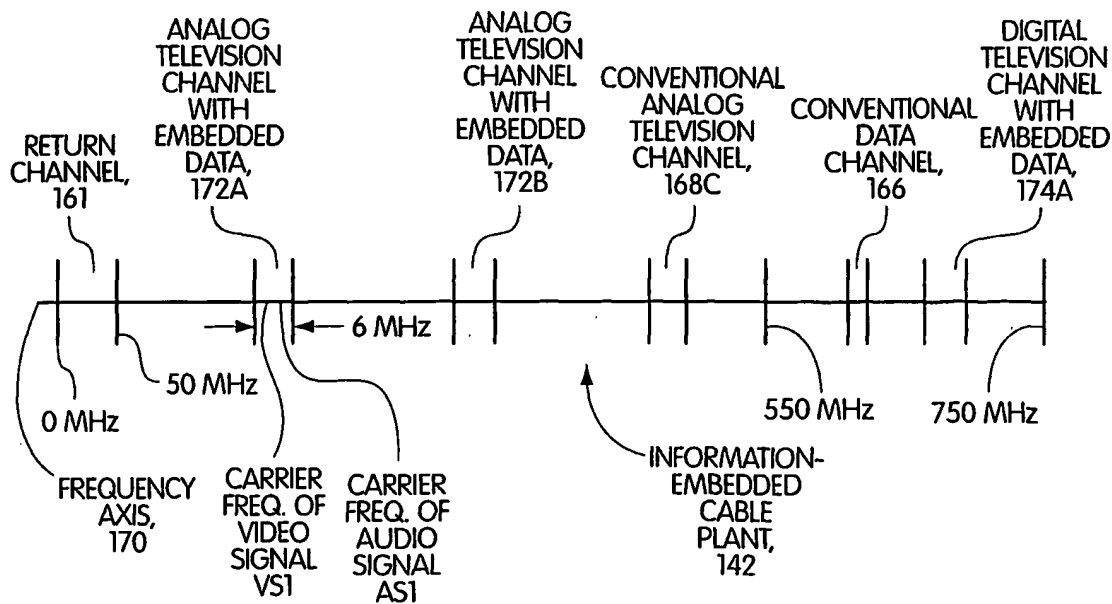 RETURN
CHANNEL,
161
ANALOG
TELEVISION
CHANNEL
WITH
EMBEDDED
DATA,
172A
ANALOG
TELEVISION
CHANNEL
WITH
EMBEDDED
DATA,
172B
CONVENTIONAL
ANALOG
TELEVISION
CHANNEL,
168C
CONVENTIONAL
DATA
CHANNEL,
166
DIGITAL
TELEVISION
CHANNEL
WITH
EMBEDDED
DATA,
174A
6 MHz
50 MHz
0 MHz
550 MHz
750 MHz
FREQUENCY
AXIS,
170
CARRIER
FREQ. OF
VIDEO
SIGNAL
VS1
CARRIER
FREQ. OF
AUDIO
SIGNAL
AS1
INFORMATION-
EMBEDDED
CABLE
PLANT,
142